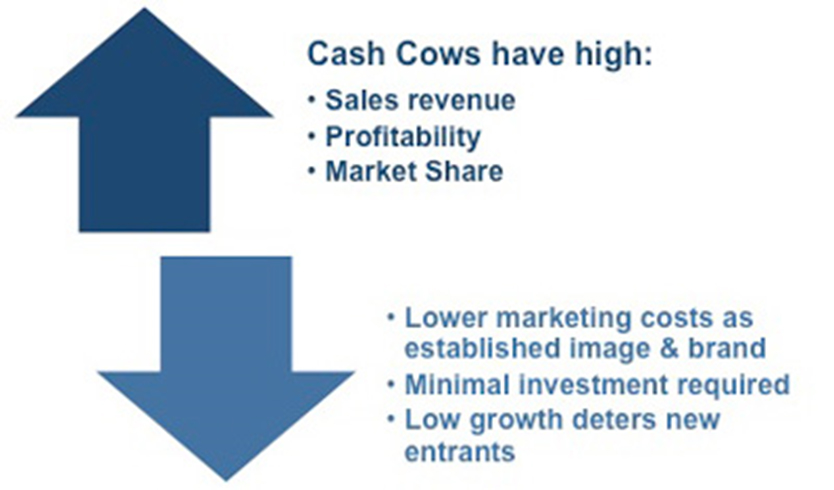 Cash Cows have high:
• Sales revenue
• Profitability
• Market Share
• Lower marketing costs as
established image & brand
• Minimal investment required
• Low growth deters new
entrants